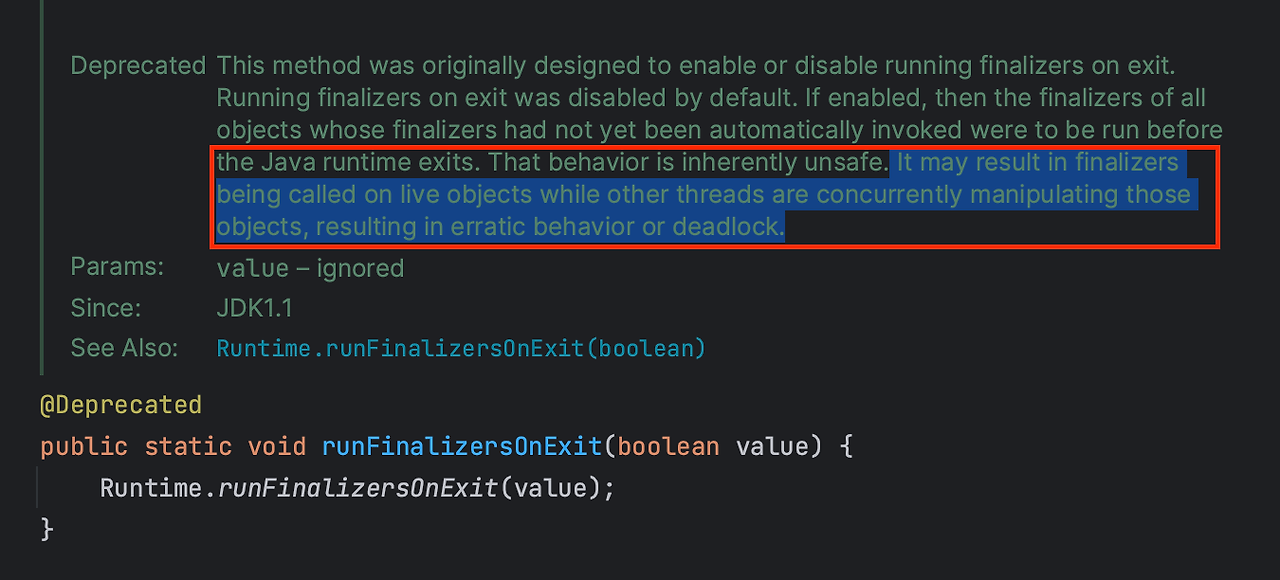 Deprecated This method was originally designed to enable or disable running finalizers on exit.
Running finalizers on exit was disabled by default. If enabled, then the finalizers of all
objects whose finalizers had not yet been automatically invoked were to be run before
the Java runtime exits. That behavior is inherently unsafe. It may result in finalizers
being called on live objects while other threads are concurrently manipulating those
objects, resulting in erratic behavior or deadlock.
Params: value – ignored
Since: JDK1.1
See Also: Runtime.runFinalizersOnExit(boolean)
@Deprecated
public static void runFinalizersOnExit(boolean value) {
Runtime.runFinalizersOnExit(value);
}